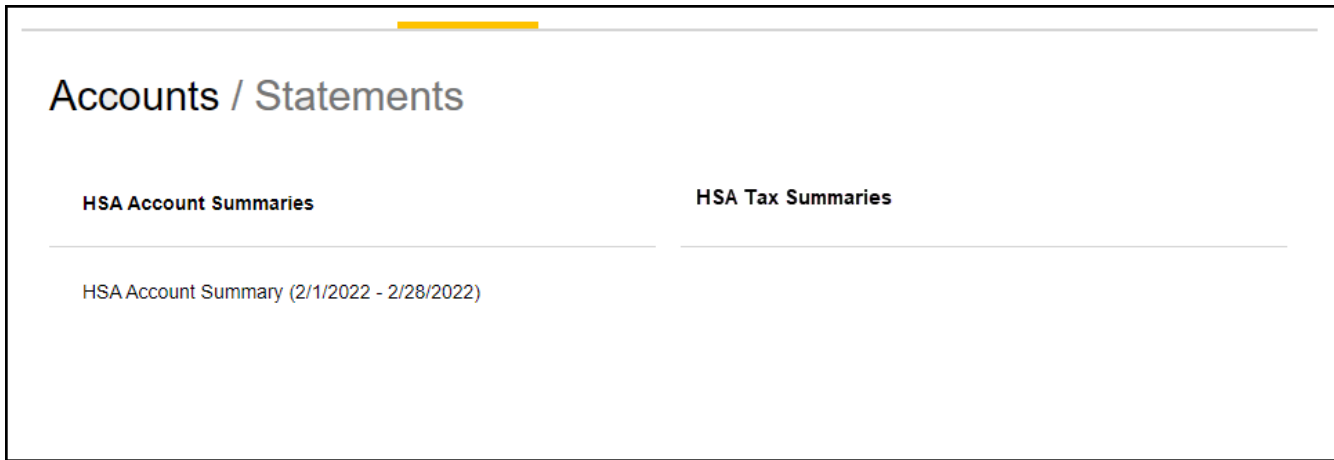 Accounts / Statements
HSA Account Summaries
HSA Tax Summaries
HSA Account Summary (2/1/2022 - 2/28/2022)